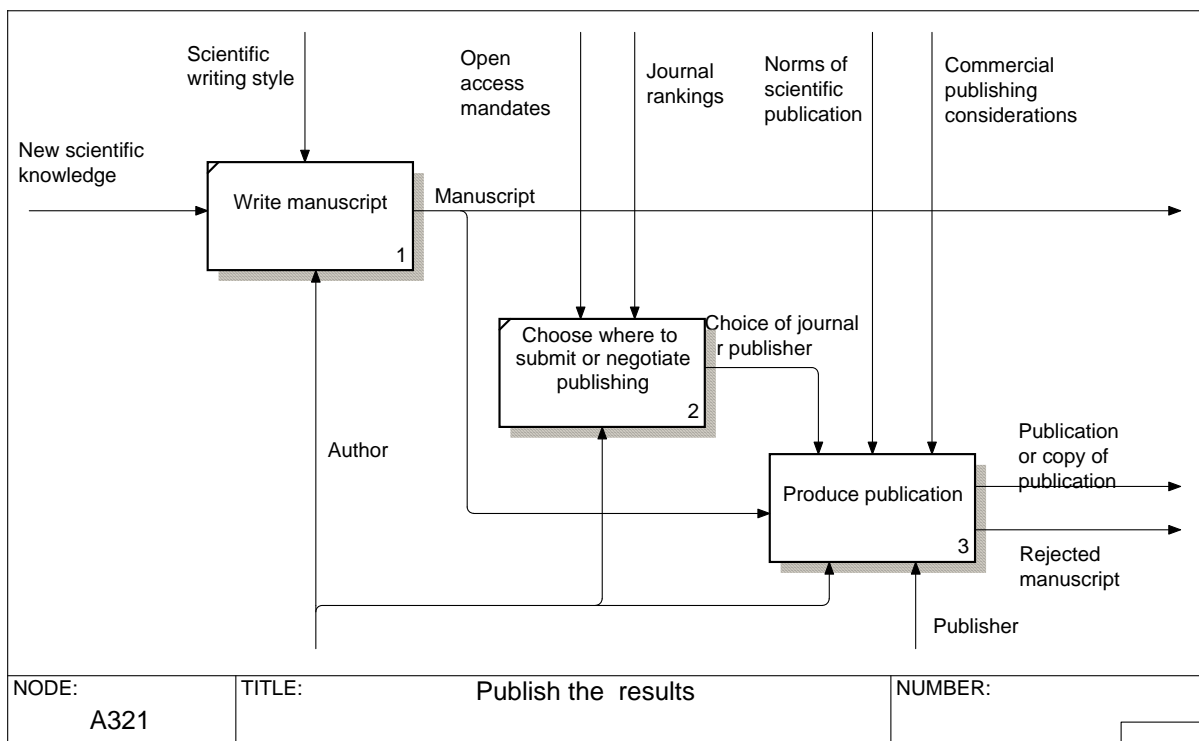 Scientific
writing style
Open
access
mandates
Journal
rankings
Norms of
scientific
publication
Commercial
publishing
considerations
New scientific
knowledge
Write manuscript
1
Manuscript
Choose where to
submit or negotiate
publishing
2
Choice of journal
r publisher
Author
Produce publication
3
Publication
or copy of
publication
Rejected
manuscript
Publisher
NODE:
A321
TITLE:
Publish the  results
NUMBER: